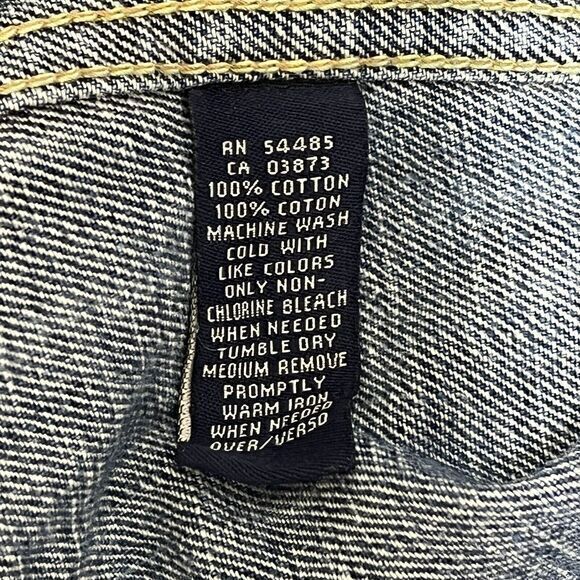 RN 54485
CA 03873
100% COTTON
100% COTON
MACHINE WASH
COLD WITH
LIKE COLORS
ONLY NON-
CHLORINE BLEACH
WHEN NEEDED
TUMBLE DRY
MEDIUM REMOVE
PROMPTLY
WARM IRON
WHEN NEEDED
OVER/VERSO